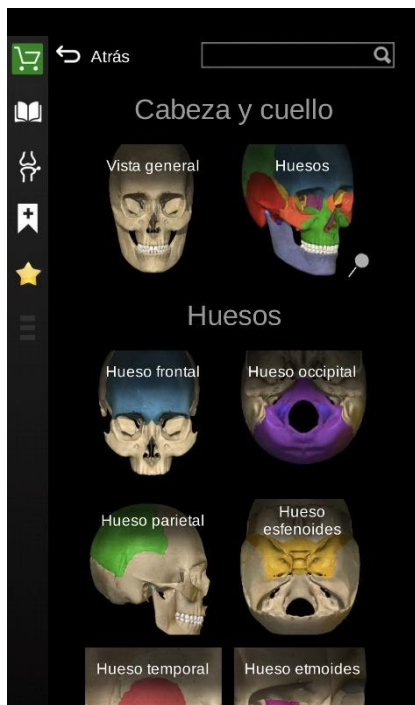 Atrás
Cabeza y cuello
Vista general
Huesos
Huesos
Hueso frontal
Hueso occipital
Hueso parietal
Hueso
esfenoides
Hueso temporal
Hueso etmoides